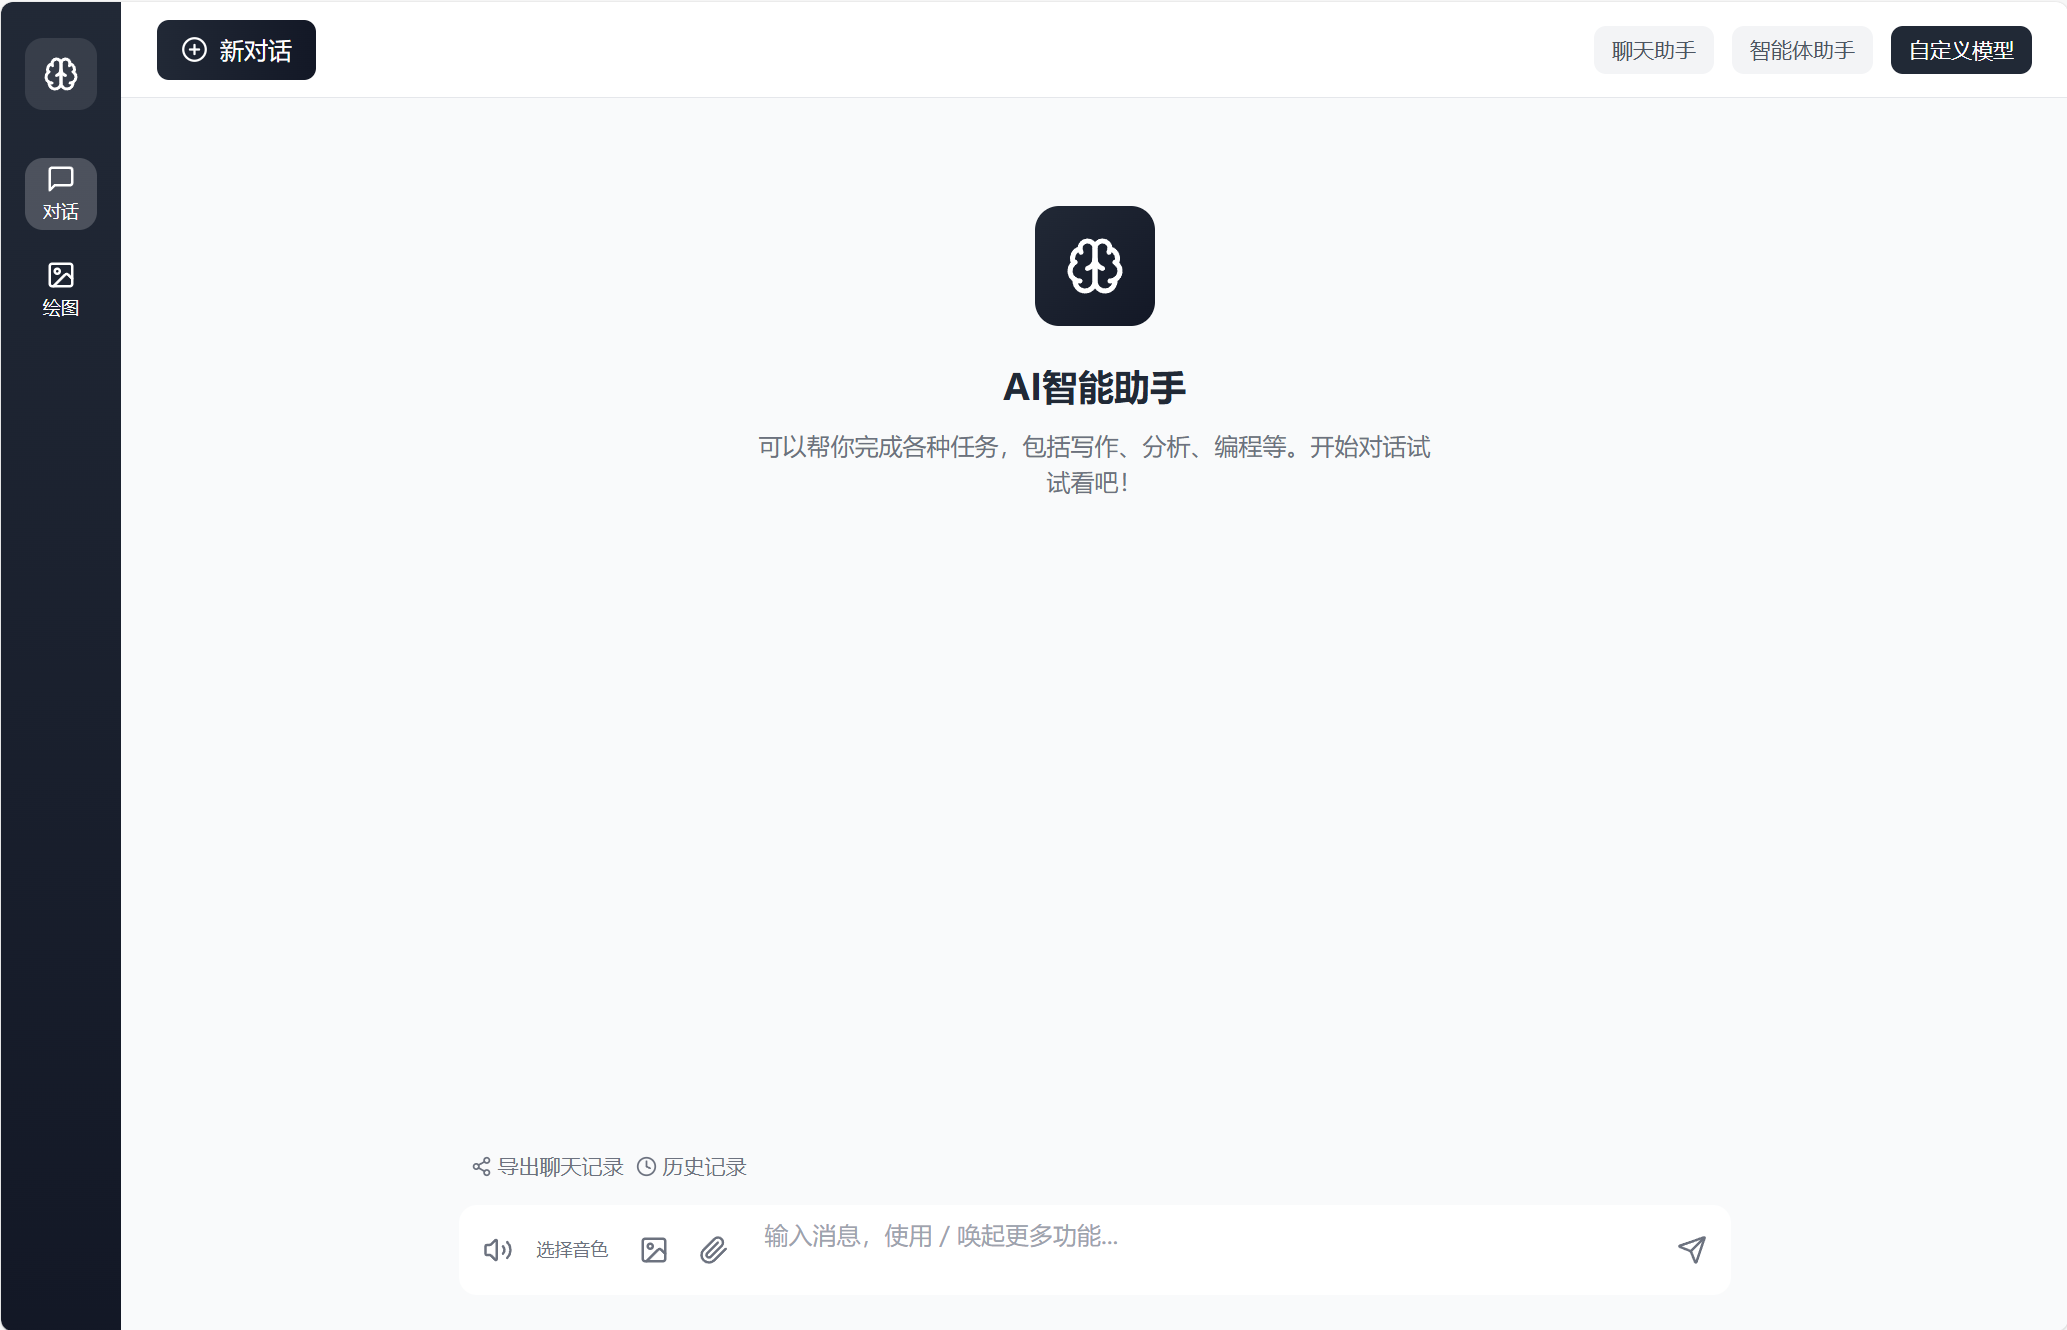 新对话
聊天助手
智能体助手
自定义模型
对话
绘图
AI智能助手
可以帮你完成各种任务，包括写作、分析、编程等。开始对话试
试看吧！
导出聊天记录 历史记录
选择音色
输入消息，使用 / 唤起更多功能...